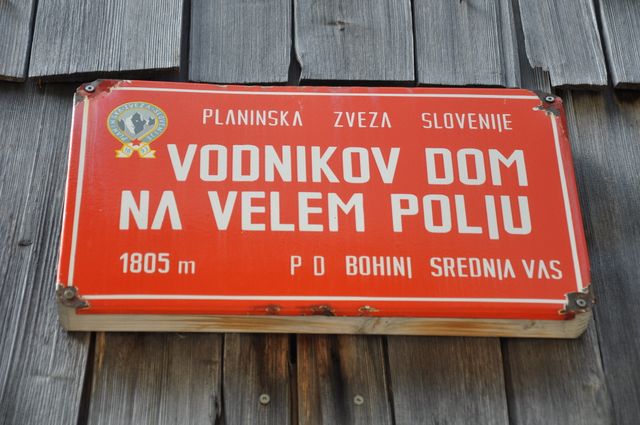 PLANINSKA ZVEZA SLOVENIJE
VODNIKOV DOM
NA VELEM POLJU
1805 m P D BOHINJ SREDNJA VAS